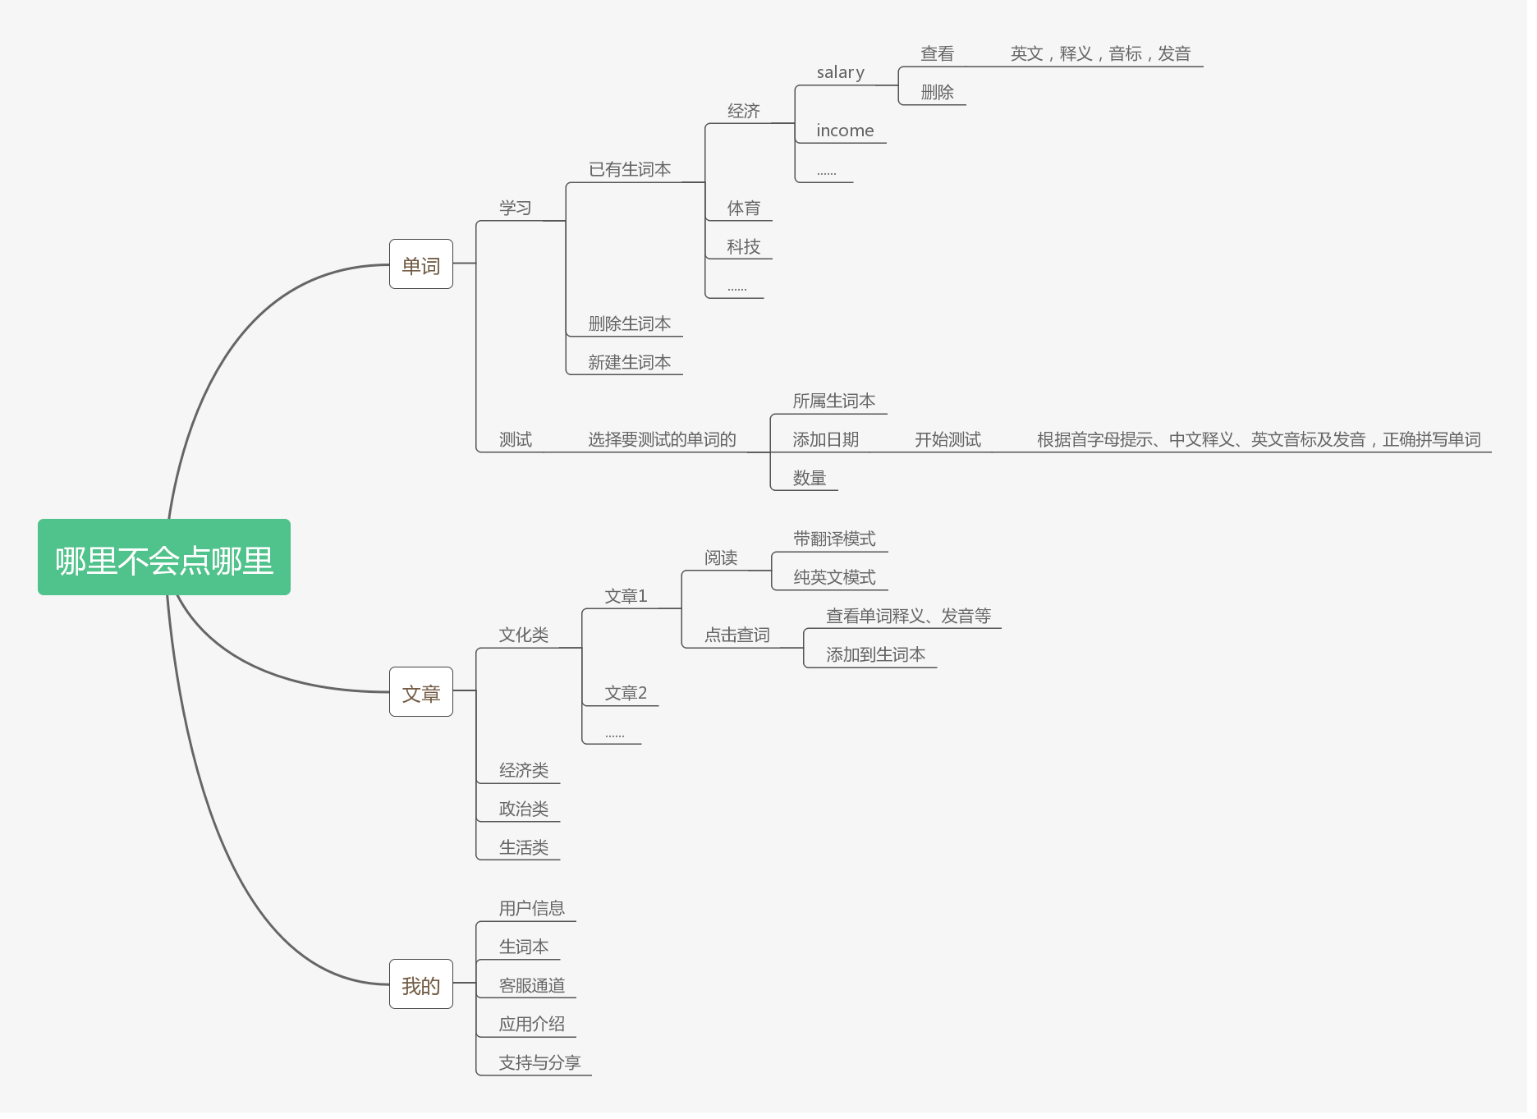 查看
英文，释义，音标，发音
salary
删除
经济
income
已有生词本
......
学习
体育
科技
单词
......
删除生词本
新建生词本
所属生词本
测试
选择要测试的单词的
添加日期
开始测试
根据首字母提示、中文释义、英文音标及发音，正确拼写单词
数量
哪里不会点哪里
带翻译模式
阅读
纯英文模式
文章1
查看单词释义、发音等
文化类
点击查词
添加到生词本
文章
文章2
......
经济类
政治类
生活类
用户信息
生词本
我的
客服通道
应用介绍
支持与分享